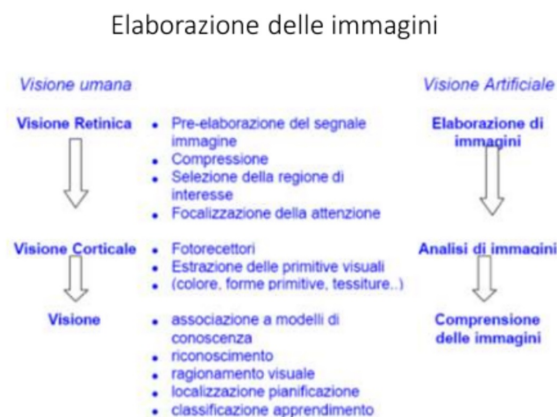 Elaborazione delle immagini
Visione umana
Visione Artificiale
Visione Retinica
• Pre-elaborazione del segnale
immagine
• Compressione
• Selezione della regione di
interesse
• Focalizzazione della attenzione
Elaborazione di
immagini
Visione Corticale
• Fotorecettori
• Estrazione delle primitive visuali
• (colore, forme primitive, tessiture..)
Analisi di immagini
Visione
• associazione a modelli di
conoscenza
• riconoscimento
• ragionamento visuale
• localizzazione pianificazione
• classificazione apprendimento
Comprensione
delle immagini